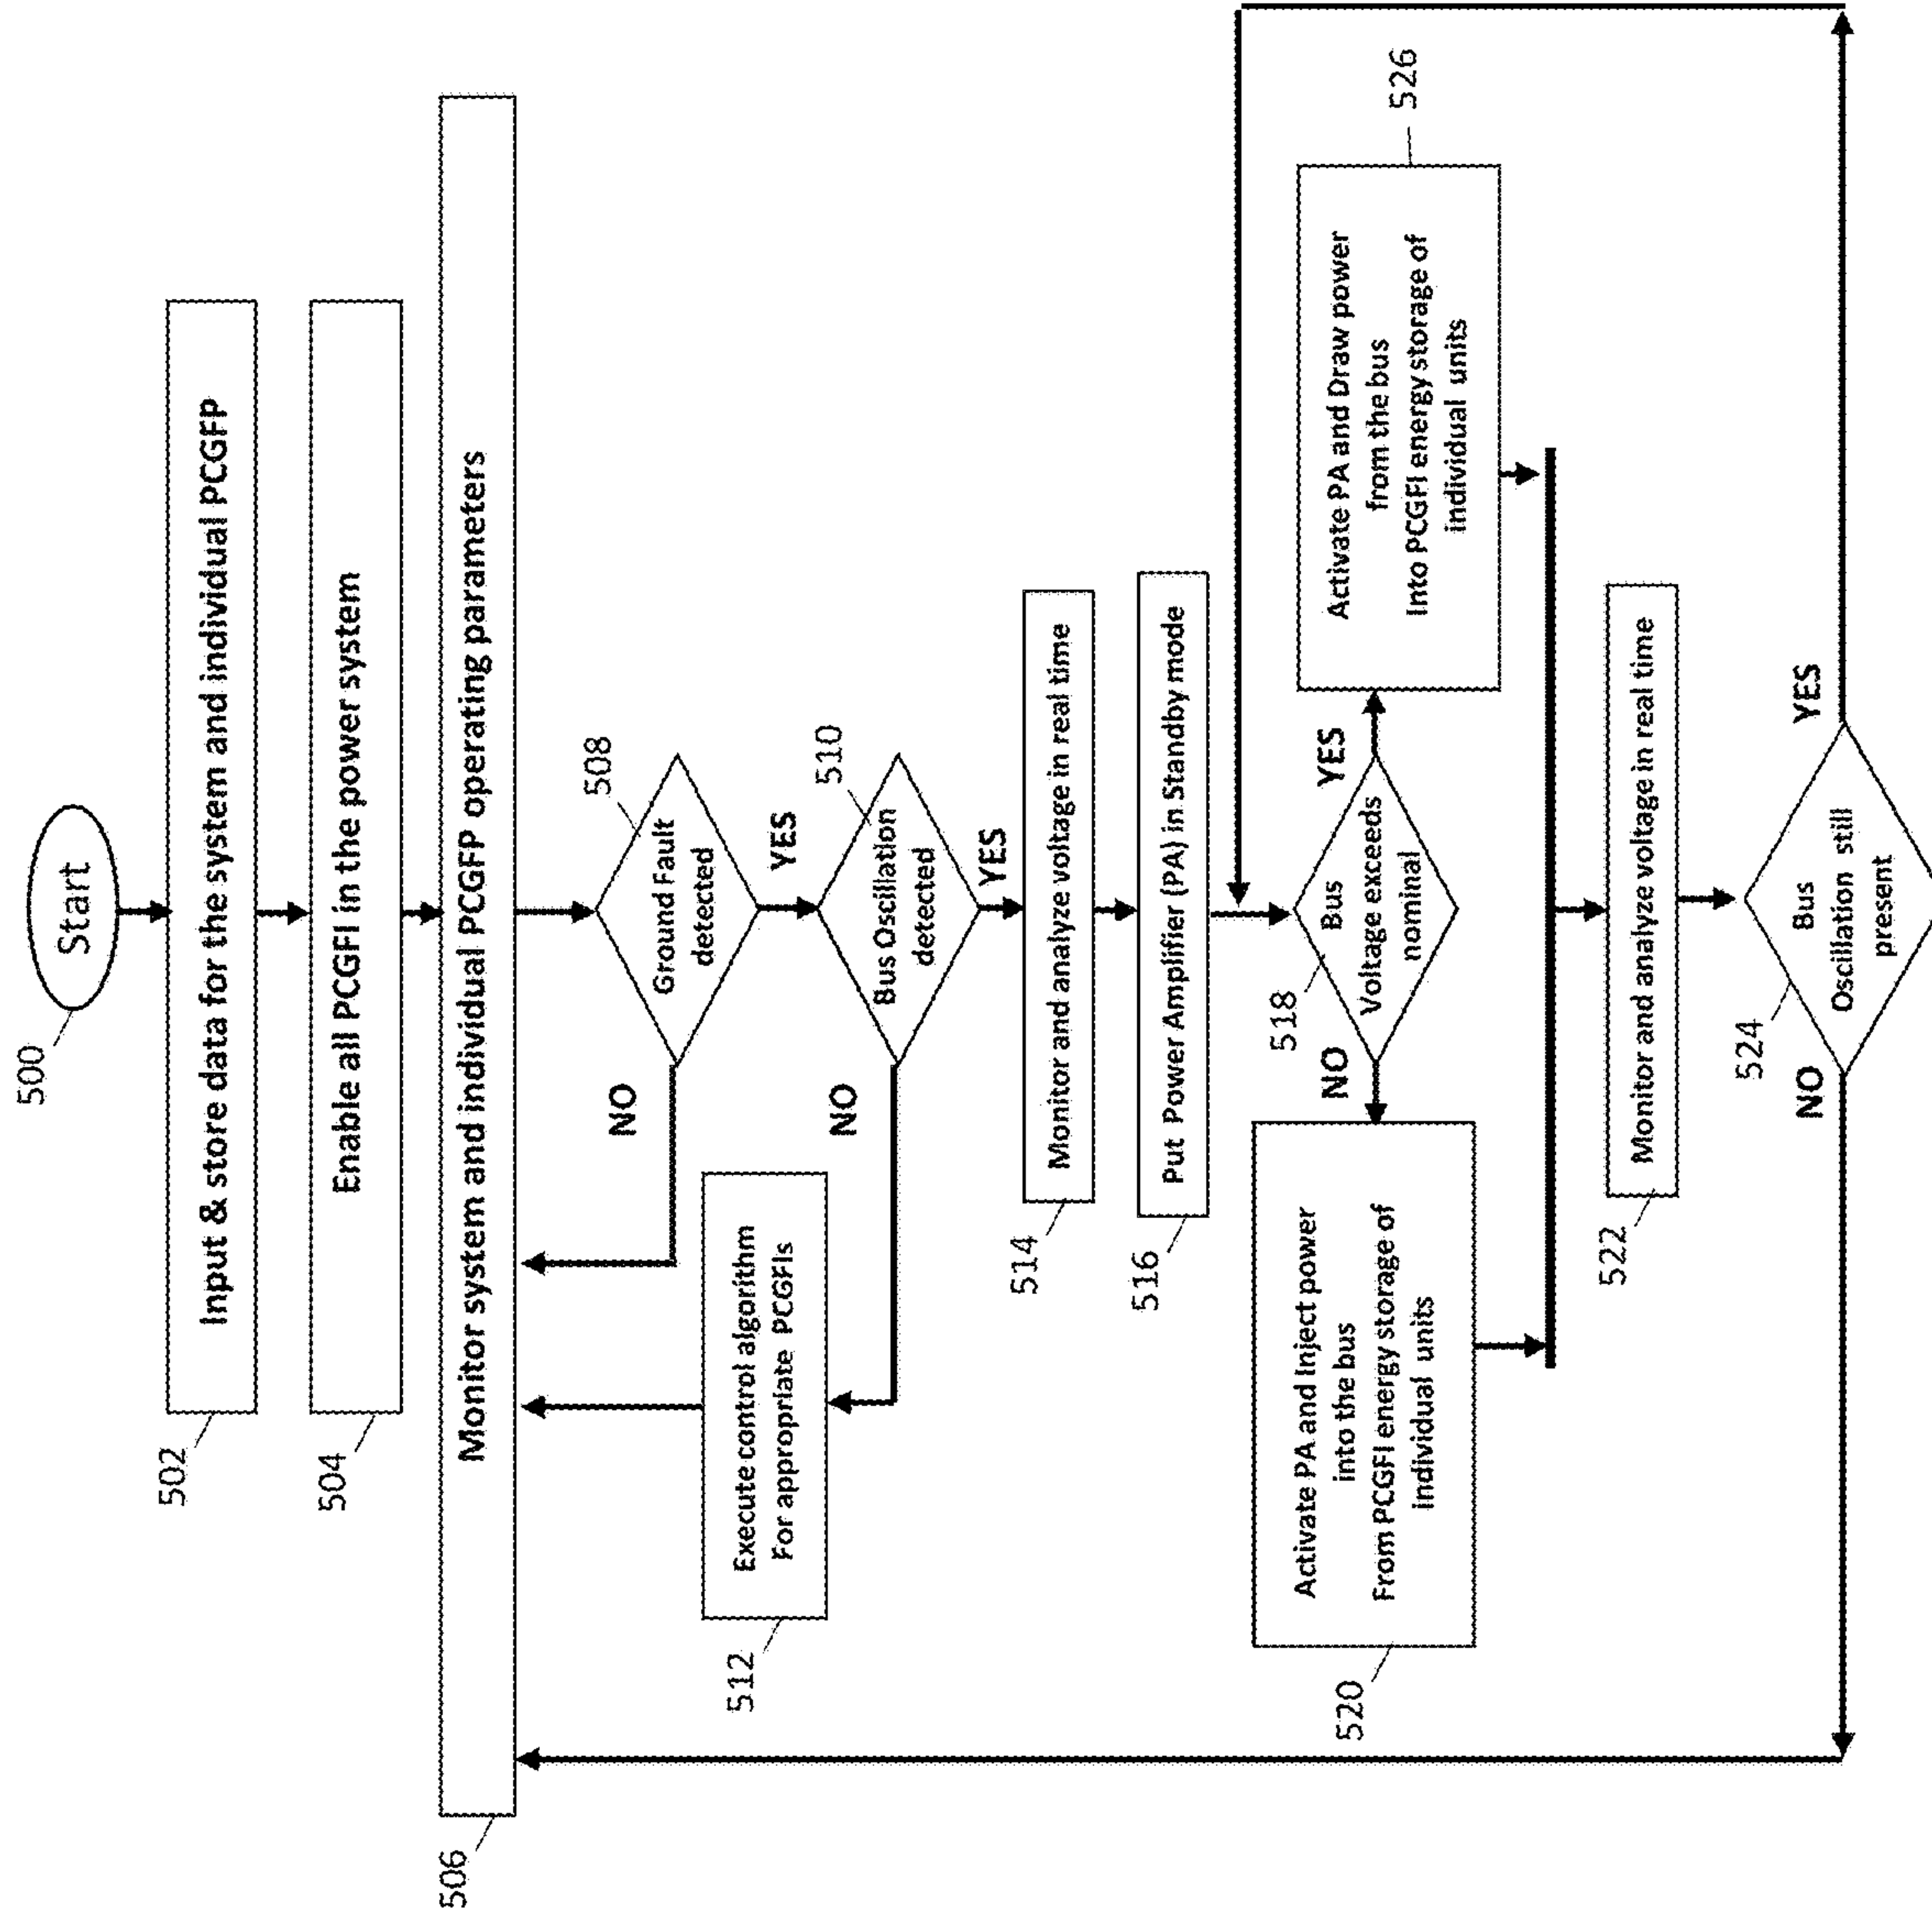 500
Start
502
Input & store data for the system and individual PCGFP
504
Enable all PCGFI in the power system
506
Monitor system and individual PCGFP operating parameters
508
Ground Fault
detected
NO
YES
510
Bus Oscillation
detected
NO
YES
512
Execute control algorithm
For appropriate PCGFIs
514
Monitor and analyze voltage in real time
516
Put Power Amplifier (PA) in Standby mode
518
Bus
Voltage exceeds
nominal
NO
YES
520
Activate PA and Inject power
into the bus
From PCGFI energy storage of
individual units
526
Activate PA and Draw power
from the bus
Into PCGFI energy storage of
individual units
522
Monitor and analyze voltage in real time
524
Bus
Oscillation still
present
NO
YES